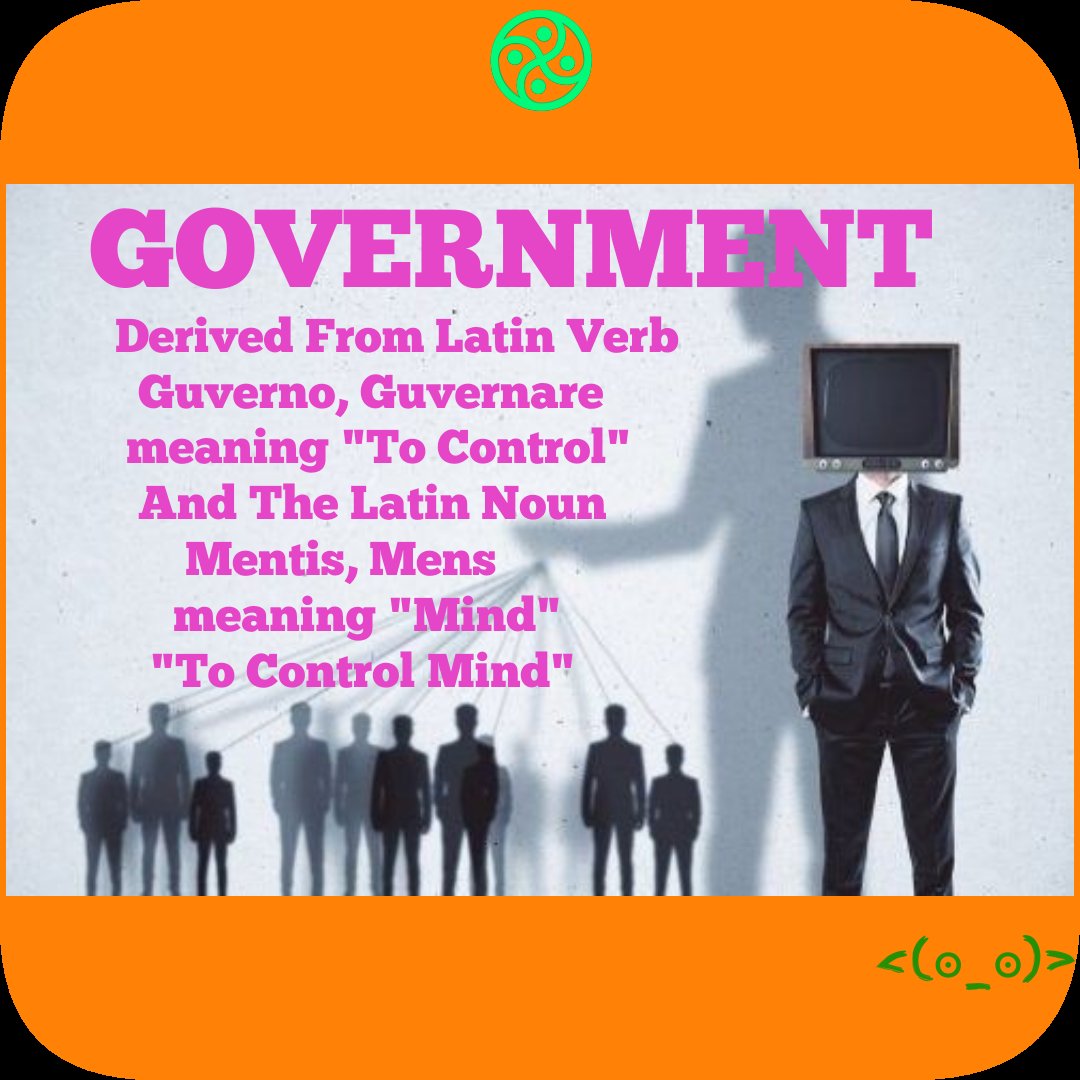 GOVERNMENT
Derived From Latin Verb
Guverno, Guvernare
meaning "To Control"
And The Latin Noun
Mentis, Mens
meaning "Mind"
"To Control Mind"
<(ʘ_ʘ)>